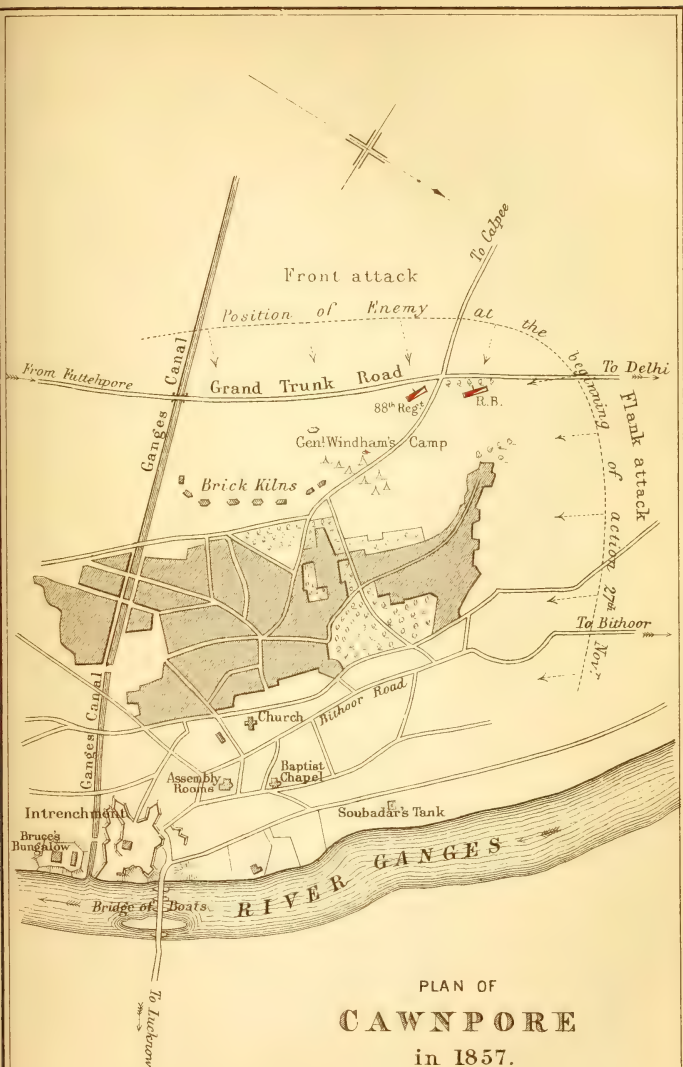 To Calpee
Front attack
Position of Enemy at the beginning of action 27th Novr.
Flank attack
From Futtehpore
Grand Trunk Road
To Delhi
Ganges Canal
88th Regt.
R.B.
Genl. Windham's Camp
Brick Kilns
To Bithoor
Bithoor Road
Church
Ganges Canal
Assembly
Rooms
Baptist
Chapel
Intrenchment
Soubadar's Tank
Bruce's
Bungalow
RIVER GANGES
Bridge of Boats
To Lucknow
PLAN OF
CAWNPORE
in 1857.